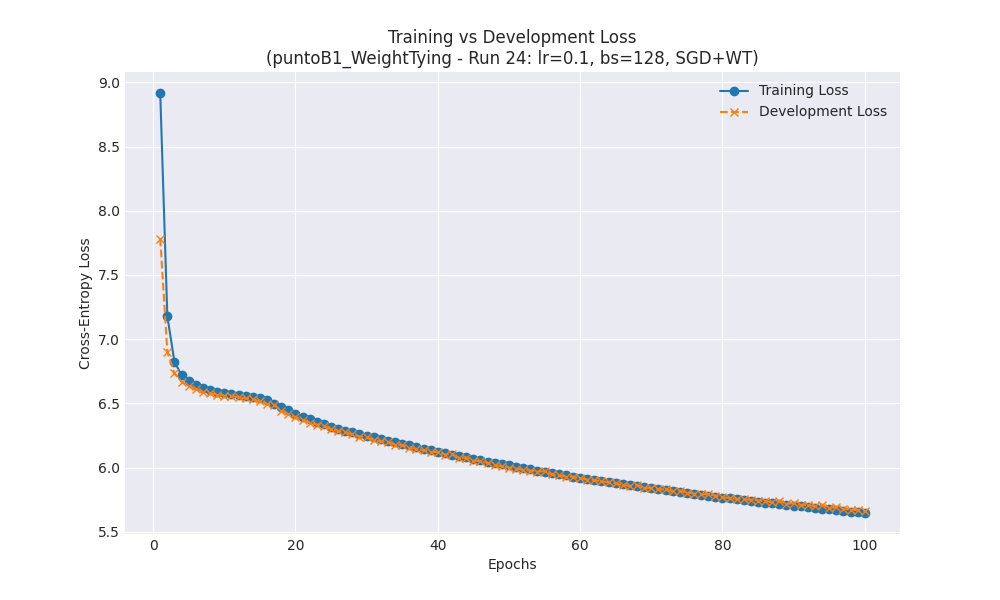 Training vs Development Loss
(puntoB1_WeightTying - Run 24: lr=0.1, bs=128, SGD+WT)
Training Loss
Development Loss
Cross-Entropy Loss
9.0
8.5
8.0
7.5
7.0
6.5
6.0
5.5
0 20 40 60 80 100
Epochs